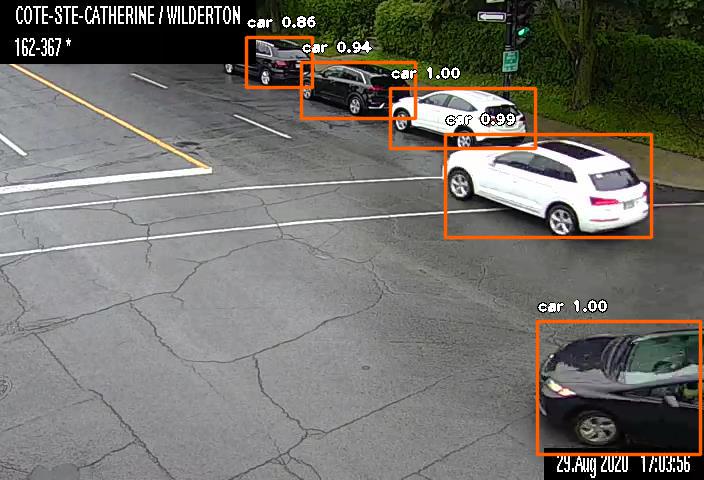 COTE-STE-CATHERINE / WILDERTON
162-367 *
car 0.86
car 0.94
car 1.00
car 0.99
car 1.00
29.Aug 2020 17:03:56